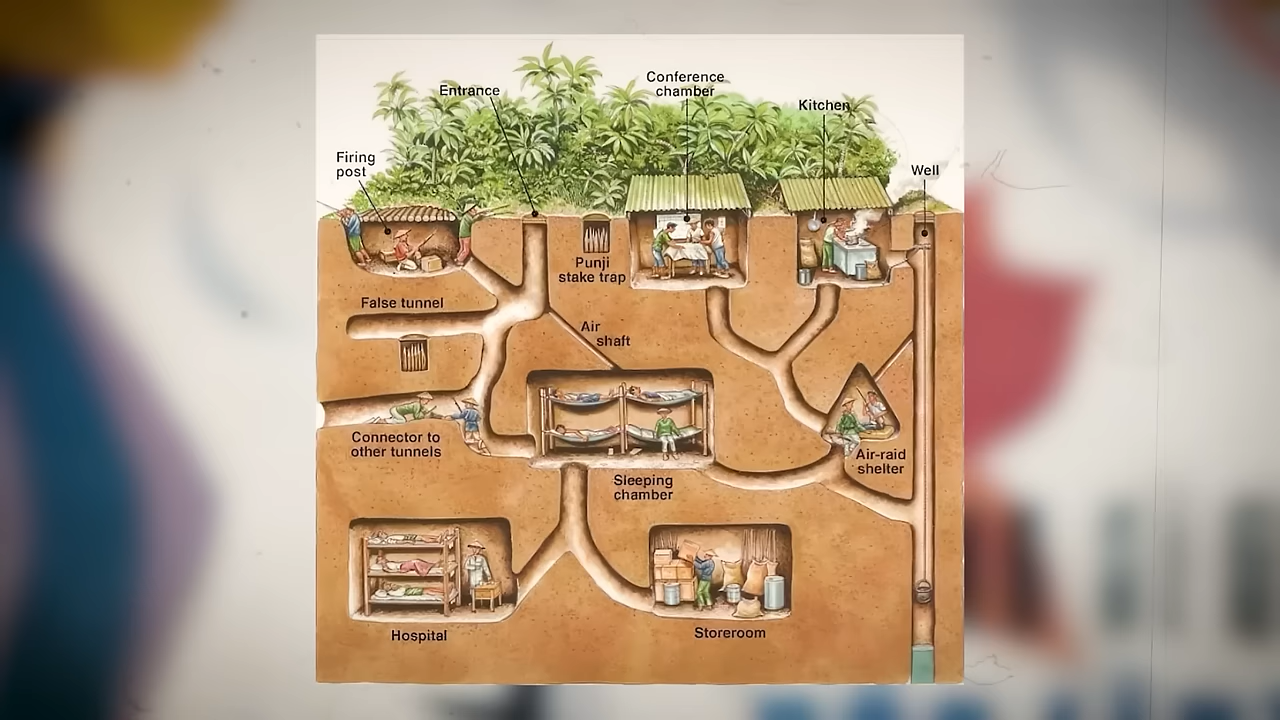 Entrance
Conference
chamber
Kitchen
Firing
post
Well
Punji
stake trap
False tunnel
Air
shaft
Connector to
other tunnels
Air-raid
shelter
Sleeping
chamber
Hospital
Storeroom